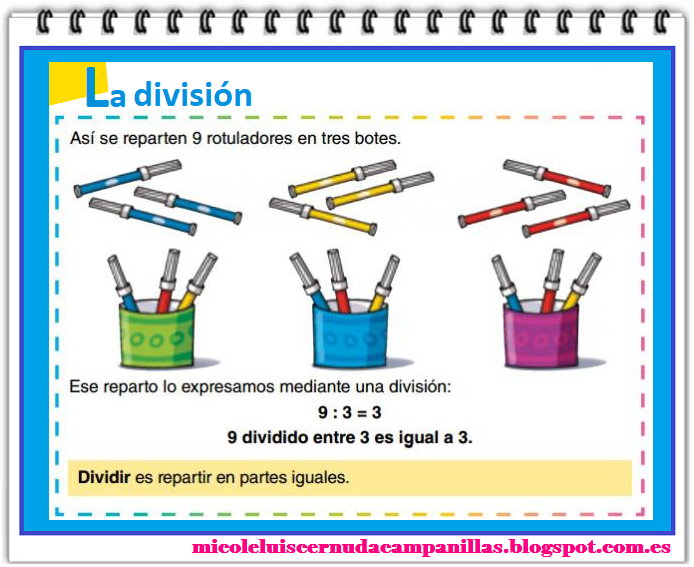 La división
Así se reparten 9 rotuladores en tres botes.
Ese reparto lo expresamos mediante una división:
9 : 3 = 3
9 dividido entre 3 es igual a 3.
Dividir es repartir en partes iguales.
micoleluiscernudacampanillas.blogspot.com.es